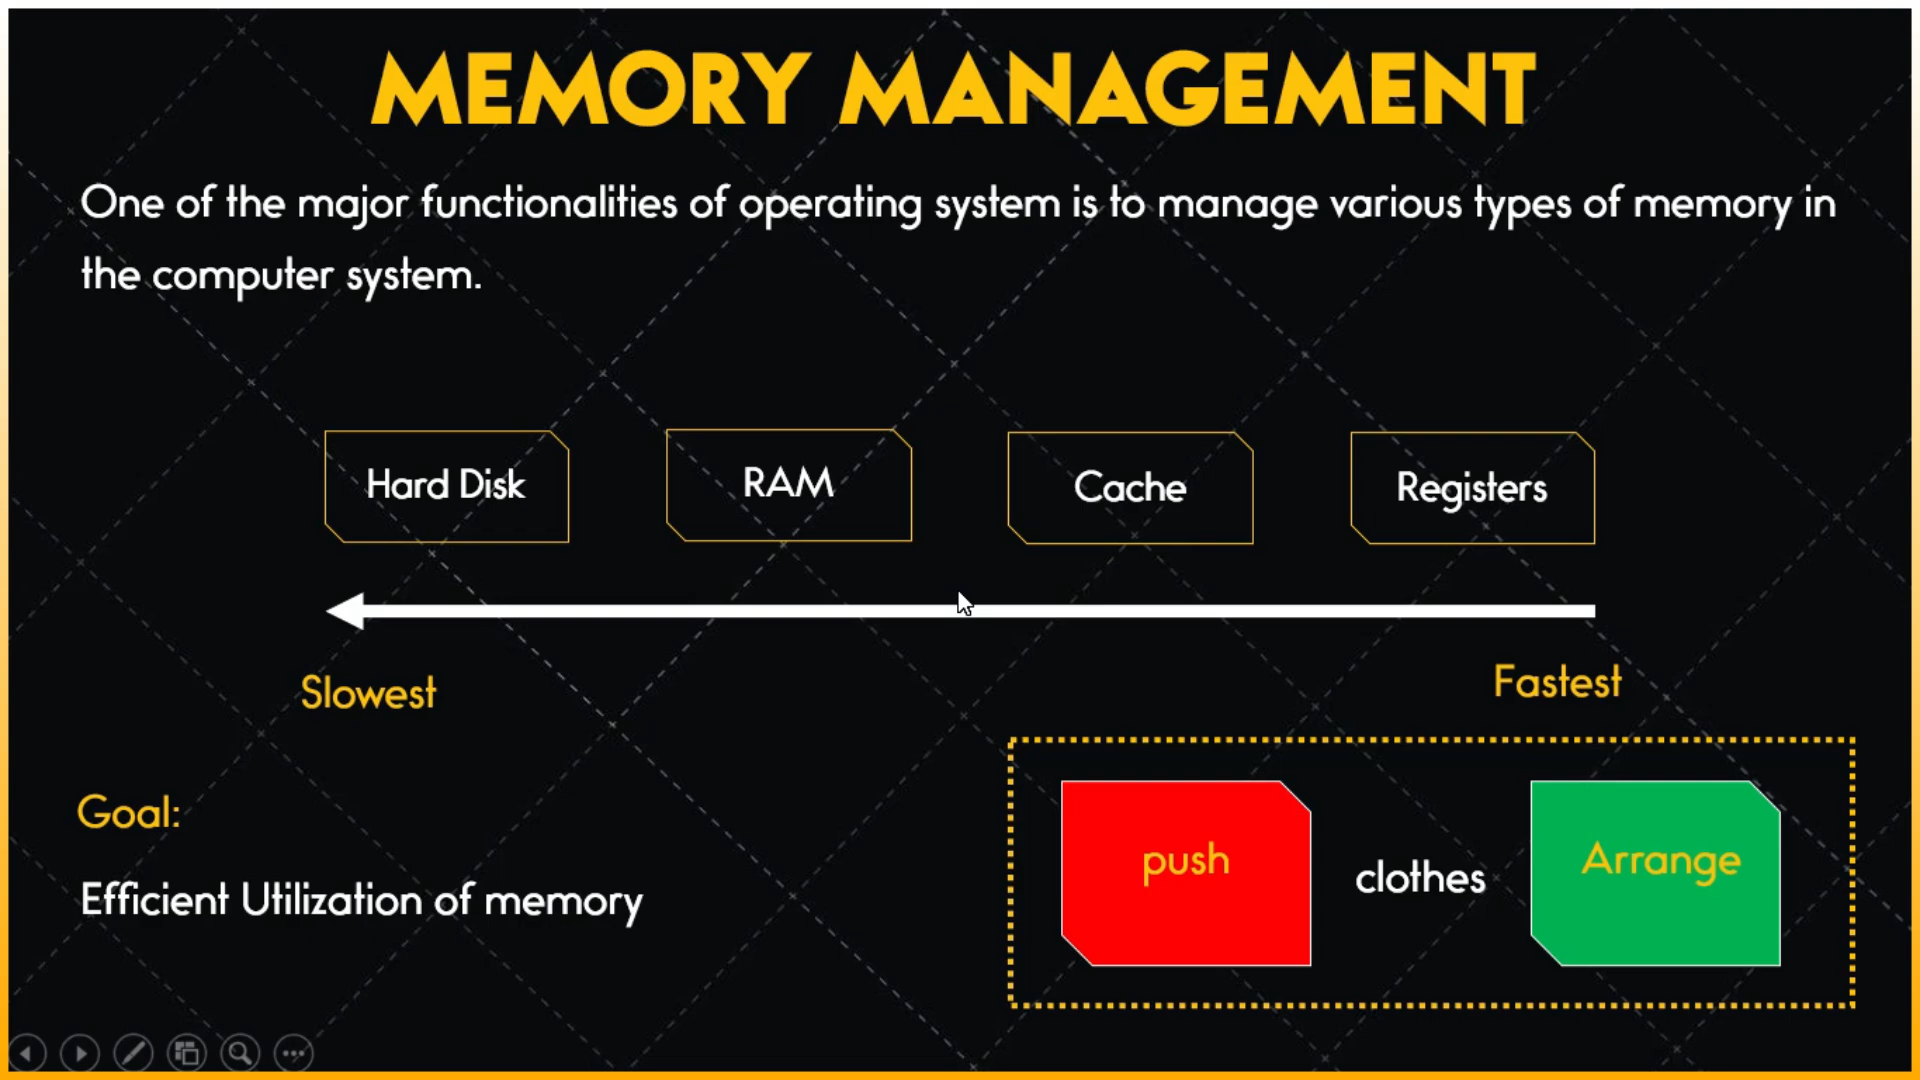 MEMORY MANAGEMENT
One of the major functionalities of operating system is to manage various types of memory in
the computer system.
Hard Disk
RAM
Cache
Registers
Slowest
Fastest
Goal:
Efficient Utilization of memory
push
clothes
Arrange